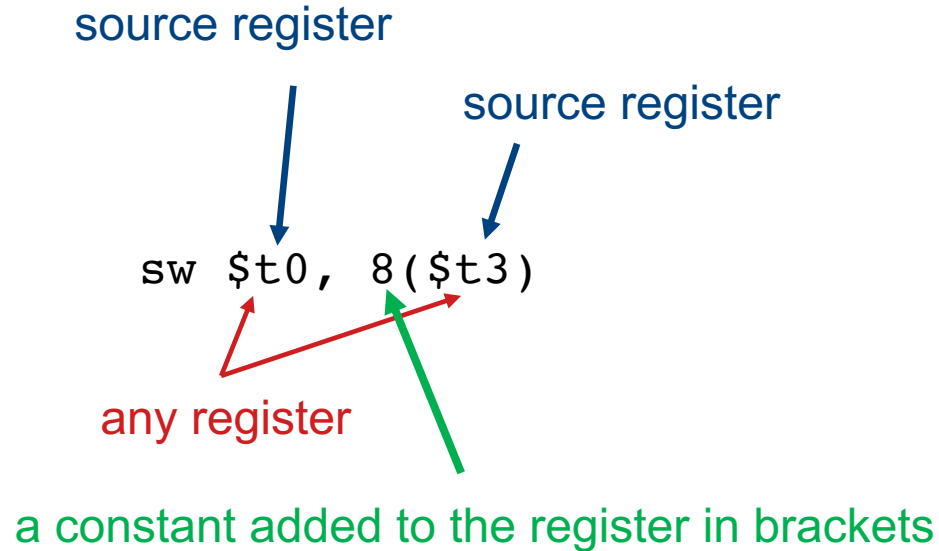 source register
source register
sw $t0, 8($t3)
any register
a constant added to the register in brackets